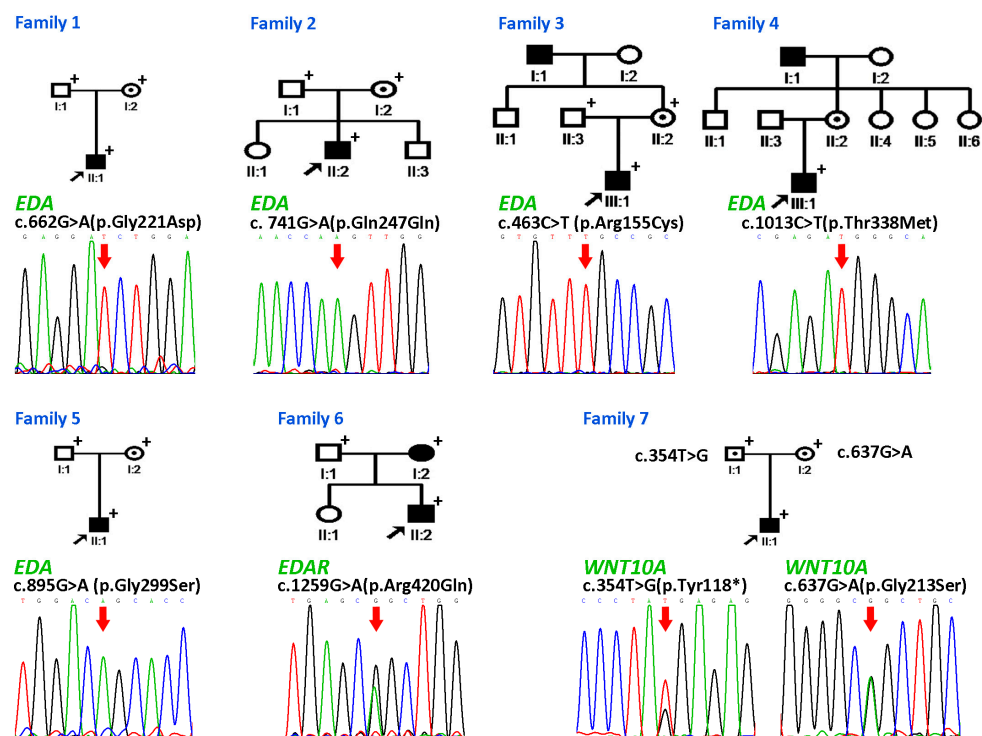 Family 1
+
I:1
+
I:2
+
II:1
EDA
c.662G>A(p.Gly221Asp)
G A G G A T C T G G A
Family 2
+
I:1
+
I:2
II:1
+
II:2
II:3
EDA
c. 741G>A(p.Gln247Gln)
A A C C A A G T T G G
Family 3
I:1
I:2
II:1
+
II:3
+
II:2
+
III:1
EDA
c.463C>T (p.Arg155Cys)
G T G T T T G C C G C
Family 4
I:1
I:2
II:1
II:3
II:2
II:4
II:5
II:6
+
III:1
EDA
c.1013C>T(p.Thr338Met)
C G A G A T G G G C A
Family 5
+
I:1
+
I:2
+
II:1
EDA
c.895G>A (p.Gly299Ser)
T G G A C A G C A C C
Family 6
+
I:1
+
I:2
II:1
+
II:2
EDAR
c.1259G>A(p.Arg420Gln)
T G A G C G G C T G G
Family 7
c.354T>G
+
I:1
+
I:2
c.637G>A
+
II:1
WNT10A
c.354T>G(p.Tyr118*)
C C C T A T G A G A G
WNT10A
c.637G>A(p.Gly213Ser)
G G G G C G G C T G C